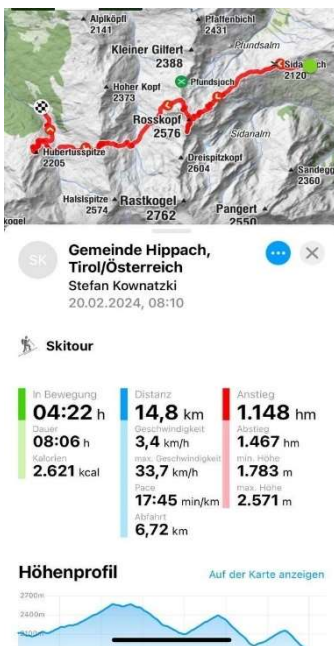 Alplköpfl
2141
Pfaffenbichl
2431
Kleiner Gilfert
2388
Pfundsalm
2120
Hoher Kopf
2373
Pfundsjoch
Rosskopf
2576
Sidanalm
Hubertusspitze
2205
Dreispitzkopf
2604
Halslspitze
2574
Rastkogel
2762
Pangert
2550
Sandegg
2360
kogel
SK
Gemeinde Hippach,
Tirol/Österreich
Stefan Kownatzki
20.02.2024, 08:10
Skitour
In Bewegung
04:22 h
Dauer
08:06 h
Kalorien
2.621 kcal
Distanz
14,8 km
Geschwindigkeit
3,4 km/h
max. Geschwindigkeit
33,7 km/h
Pace
17:45 min/km
Abfahrt
6,72 km
Anstieg
1.148 hm
Abstieg
1.467 hm
min. Höhe
1.783 m
max. Höhe
2.571 m
Höhenprofil
Auf der Karte anzeigen
2700m
2400m
2100m